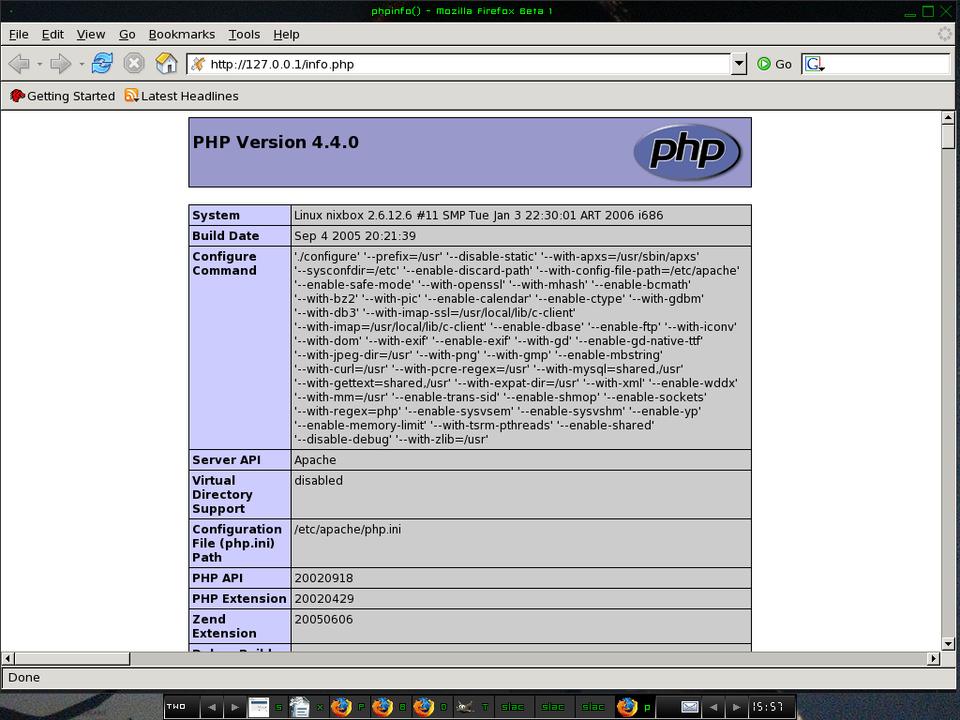 phpinfo() - Mozilla Firefox Beta 1
File Edit View Go Bookmarks Tools Help
http://127.0.0.1/info.php Go G
Getting Started Latest Headlines
PHP Version 4.4.0 php
System Linux nixbox 2.6.12.6 #11 SMP Tue Jan 3 22:30:01 ART 2006 i686
Build Date Sep 4 2005 20:21:39
Configure './configure' '--prefix=/usr' '--disable-static' '--with-apxs=/usr/sbin/apxs'
Command '--sysconfdir=/etc' '--enable-discard-path' '--with-config-file-path=/etc/apache'
'--enable-safe-mode' '--with-openssl' '--with-mhash' '--enable-bcmath'
'--with-bz2' '--with-pic' '--enable-calendar' '--enable-ctype' '--with-gdbm'
'--with-db3' '--with-imap-ssl=/usr/local/lib/c-client'
'--with-imap=/usr/local/lib/c-client' '--enable-dbase' '--enable-ftp' '--with-iconv'
'--with-dom' '--with-exif' '--enable-exif' '--with-gd' '--enable-gd-native-ttf'
'--with-jpeg-dir=/usr' '--with-png' '--with-gmp' '--enable-mbstring'
'--with-curl=/usr' '--with-pcre-regex=/usr' '--with-mysql=shared,/usr'
'--with-gettext=shared,/usr' '--with-expat-dir=/usr' '--with-xml' '--enable-wddx'
'--with-mm=/usr' '--enable-trans-sid' '--enable-shmop' '--enable-sockets'
'--with-regex=php' '--enable-sysvsem' '--enable-sysvshm' '--enable-yp'
'--enable-memory-limit' '--with-tsrm-pthreads' '--enable-shared'
'--disable-debug' '--with-zlib=/usr'
Server API Apache
Virtual disabled
Directory
Support
Configuration /etc/apache/php.ini
File (php.ini)
Path
PHP API 20020918
PHP Extension 20020429
Zend 20050606
Extension
Done
TWO s x P B D T slac slac slac p 15:57